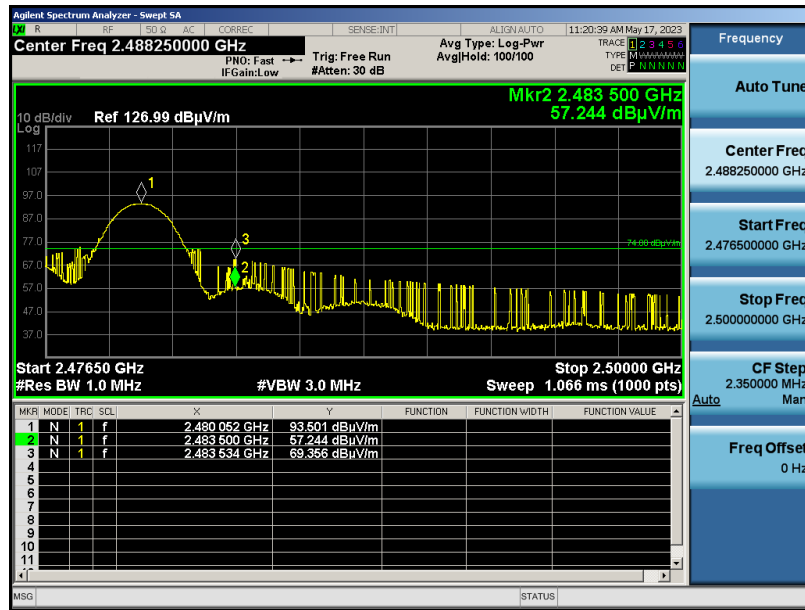 Agilent Spectrum Analyzer - Swept SA
LXI R RF 50 Ω AC CORREC SENSE:INT ALIGN AUTO 11:20:39 AM May 17, 2023
Center Freq 2.488250000 GHz
PNO: Fast
IFGain:Low
Trig: Free Run
#Atten: 30 dB
Avg Type: Log-Pwr
Avg|Hold: 100/100
TRACE 1 2 3 4 5 6
TYPE M
DET P N N N N N
Mkr2 2.483 500 GHz
57.244 dBµV/m
10 dB/div Ref 126.99 dBµV/m
Log
117
107
97.0
87.0
77.0
67.0
57.0
47.0
37.0
1
3
2
74.00 dBµV/m
Start 2.47650 GHz Stop 2.50000 GHz
#Res BW 1.0 MHz #VBW 3.0 MHz Sweep 1.066 ms (1000 pts)
MKR MODE TRC SCL X Y FUNCTION FUNCTION WIDTH FUNCTION VALUE
1 N 1 f 2.480 052 GHz 93.501 dBµV/m
2 N 1 f 2.483 500 GHz 57.244 dBµV/m
3 N 1 f 2.483 534 GHz 69.356 dBµV/m
4
5
6
7
8
9
10
11
MSG STATUS
Frequency
Auto Tune
Center Freq
2.488250000 GHz
Start Freq
2.476500000 GHz
Stop Freq
2.500000000 GHz
CF Step
2.350000 MHz
Auto Man
Freq Offset
0 Hz